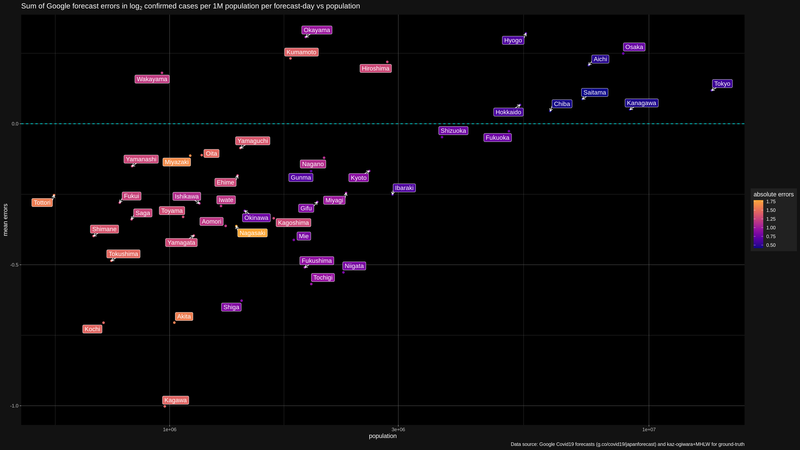 Sum of Google forecast errors in log2 confirmed cases per 1M population per forecast-day vs population
Okayama
Hyogo
Osaka
Kumamoto
Aichi
Hiroshima
Wakayama
Tokyo
Saitama
Chiba
Kanagawa
Hokkaido
0.0
Shizuoka
Fukuoka
Yamaguchi
Oita
Yamanashi
Miyazaki
Nagano
Gunma
Kyoto
Ehime
Ibaraki
absolute errors
1.75
1.50
1.25
1.00
0.75
0.50
Tottori
Fukui
Ishikawa
Iwate
Miyagi
Saga
Toyama
Gifu
mean errors
Okinawa
Aomori
Kagoshima
Shimane
Nagasaki
Mie
Yamagata
Tokushima
Fukushima
-0.5
Niigata
Tochigi
Shiga
Akita
Kochi
Kagawa
-1.0
1e+06
3e+06
1e+07
population
Data source: Google Covid19 forecasts (g.co/covid19/japanforecast) and kaz-ogiwara+MHLW for ground-truth